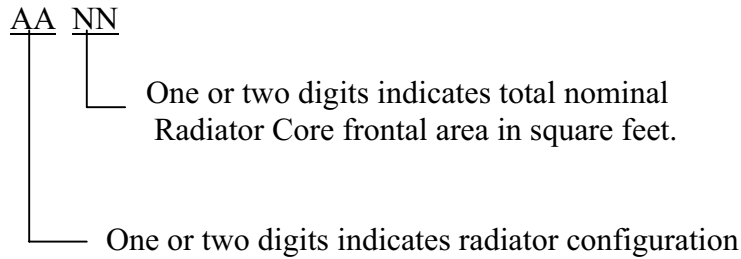 AA NN
One or two digits indicates total nominal
Radiator Core frontal area in square feet.
One or two digits indicates radiator configuration